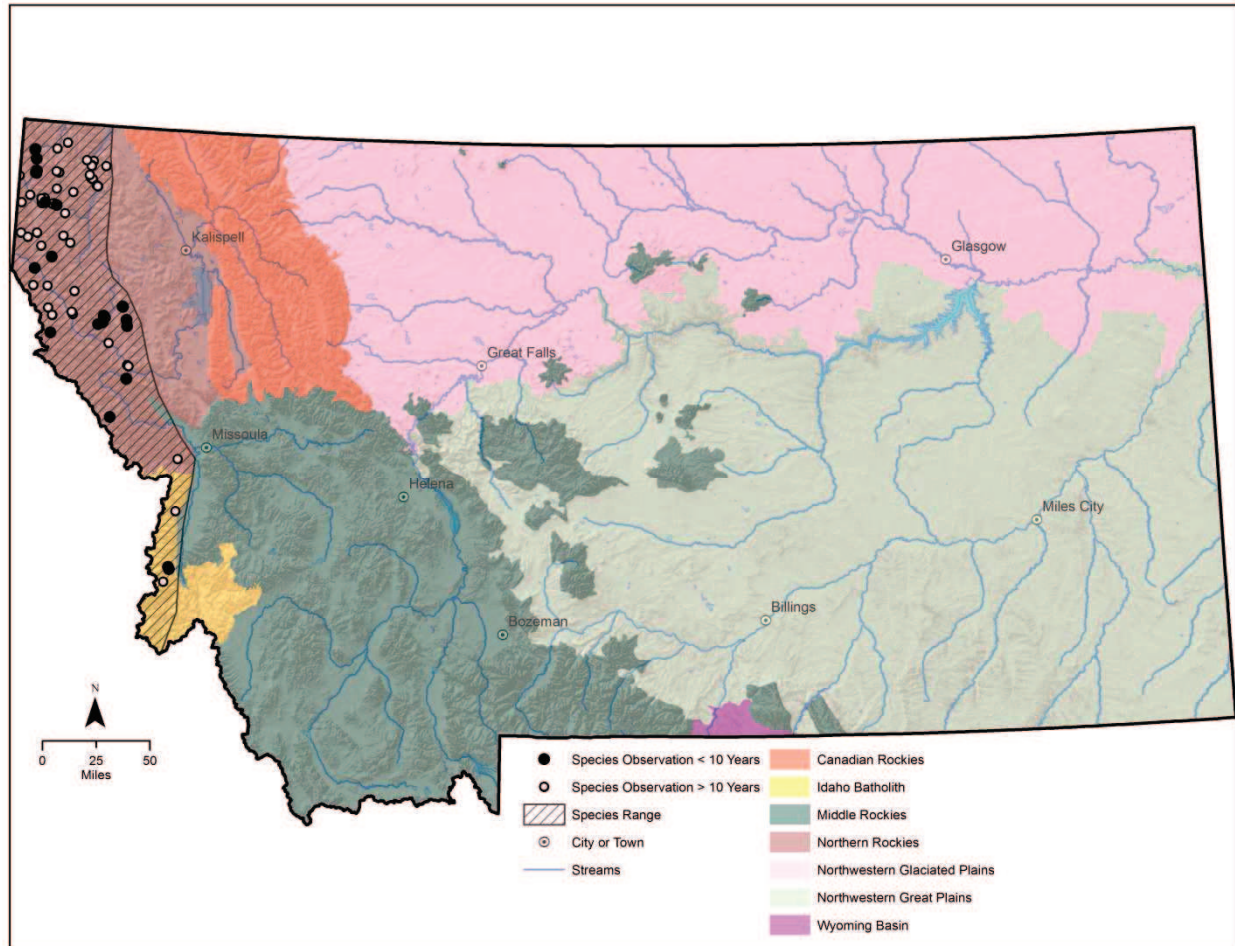 Kalispell
Glasgow
Great Falls
Missoula
Helena
Miles City
Billings
Bozeman
N
0 25 50
Miles
Species Observation < 10 Years
Species Observation > 10 Years
Species Range
City or Town
Streams
Canadian Rockies
Idaho Batholith
Middle Rockies
Northern Rockies
Northwestern Glaciated Plains
Northwestern Great Plains
Wyoming Basin